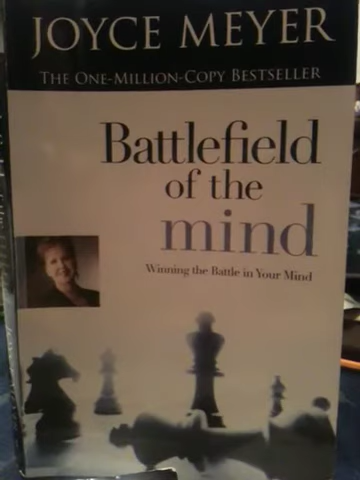 JOYCE MEYER
THE ONE-MILLION-COPY BESTSELLER
Battlefield
of the
mind
Winning the Battle in Your Mind